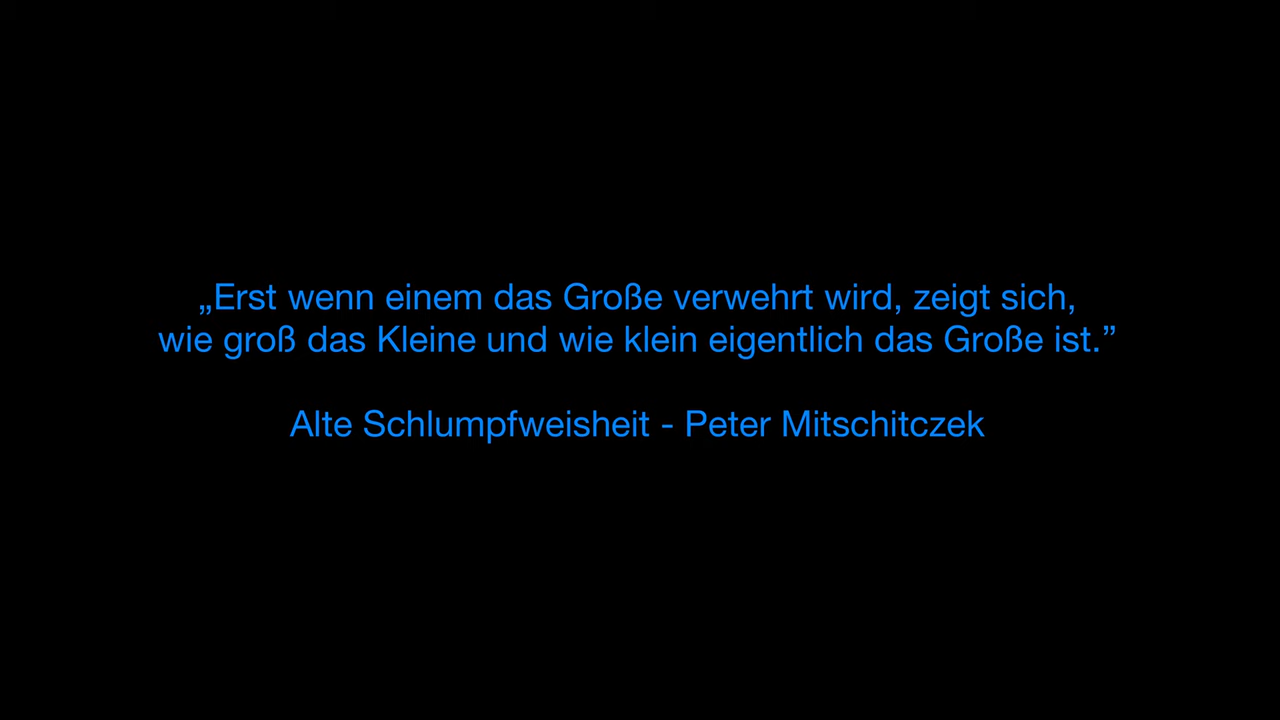 „Erst wenn einem das Große verwehrt wird, zeigt sich,
wie groß das Kleine und wie klein eigentlich das Große ist.”
Alte Schlumpfweisheit - Peter Mitschitczek